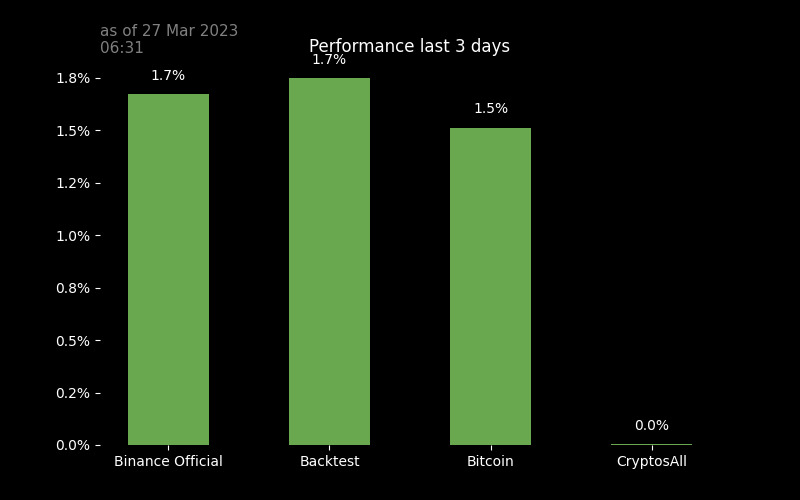 as of 27 Mar 2023
06:31
Performance last 3 days
1.7%
1.7%
1.5%
0.0%
1.8%
1.5%
1.2%
1.0%
0.8%
0.5%
0.2%
0.0%
Binance Official
Backtest
Bitcoin
CryptosAll